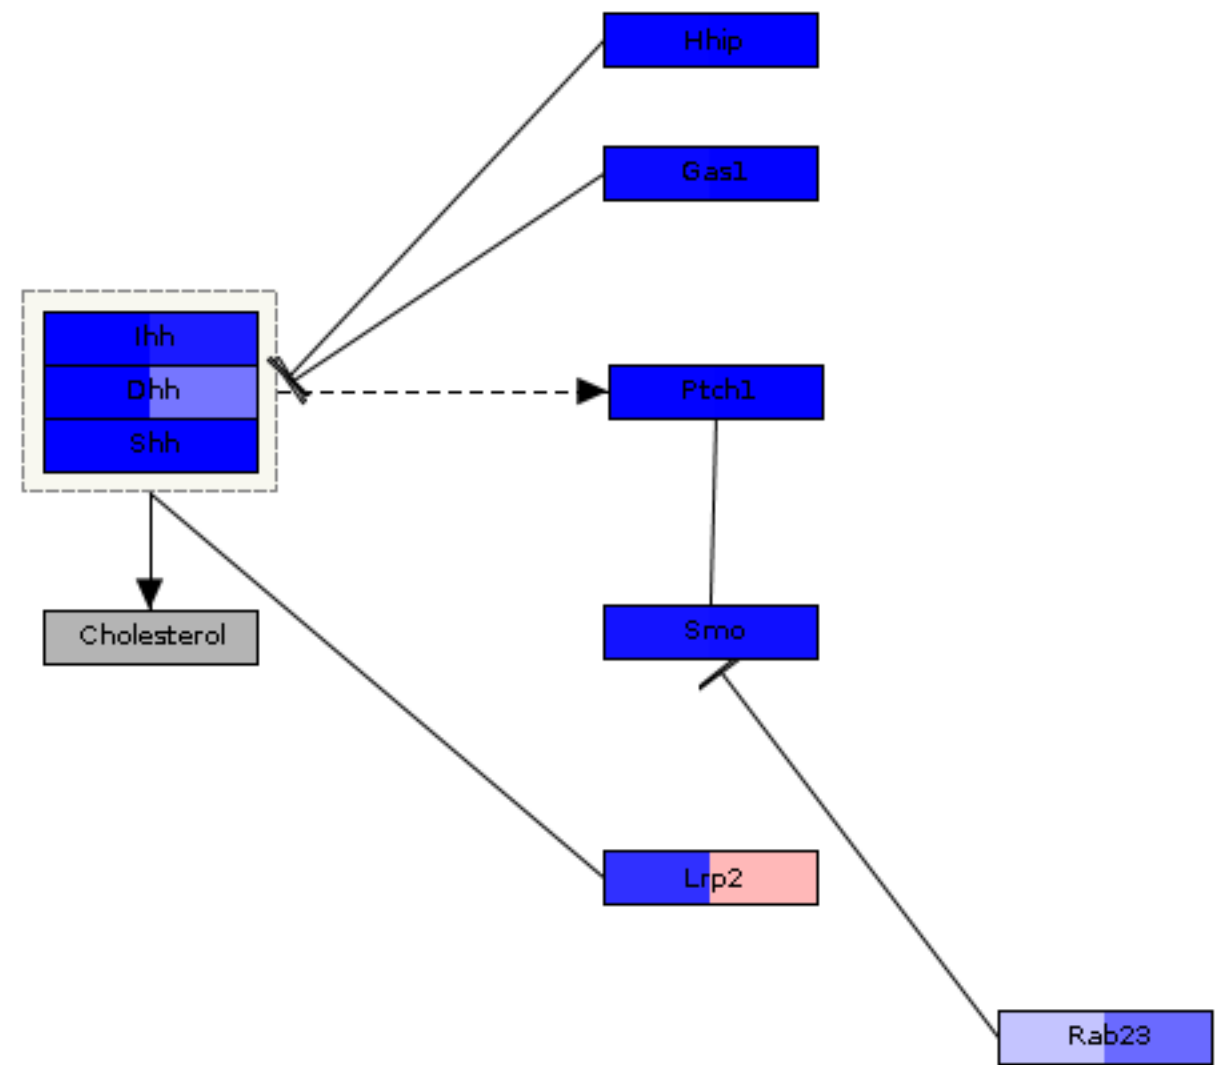 Hhip
Gas1
Ihh
Dhh
Shh
Ptch1
Cholesterol
Smo
Lrp2
Rab23